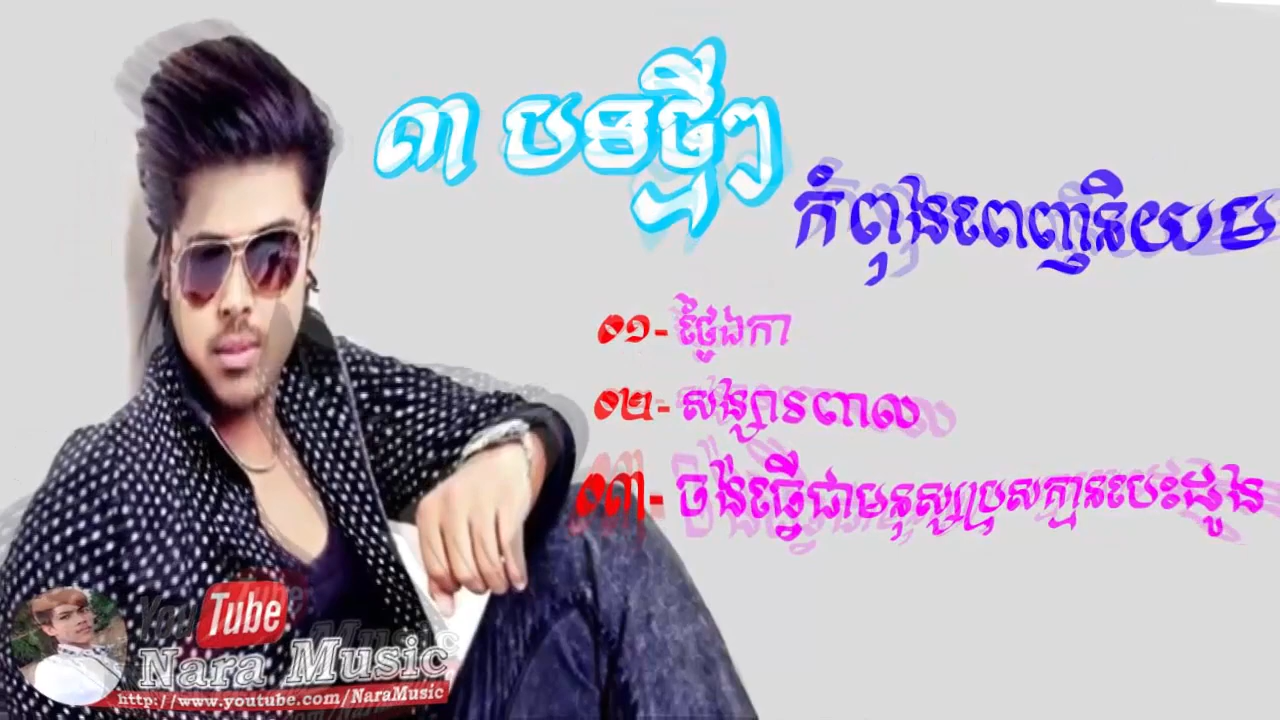 ៣ បទថ្មីៗ
កំពុងពេញនិយម
០១- ថ្ងៃឯកា
០២- សង្សារពាល
០៣- ចង់ធ្វើជាមនុស្សប្រុសគ្មានបេះដូង
You Tube
Nara Music
http://www.youtube.com/NaraMusic